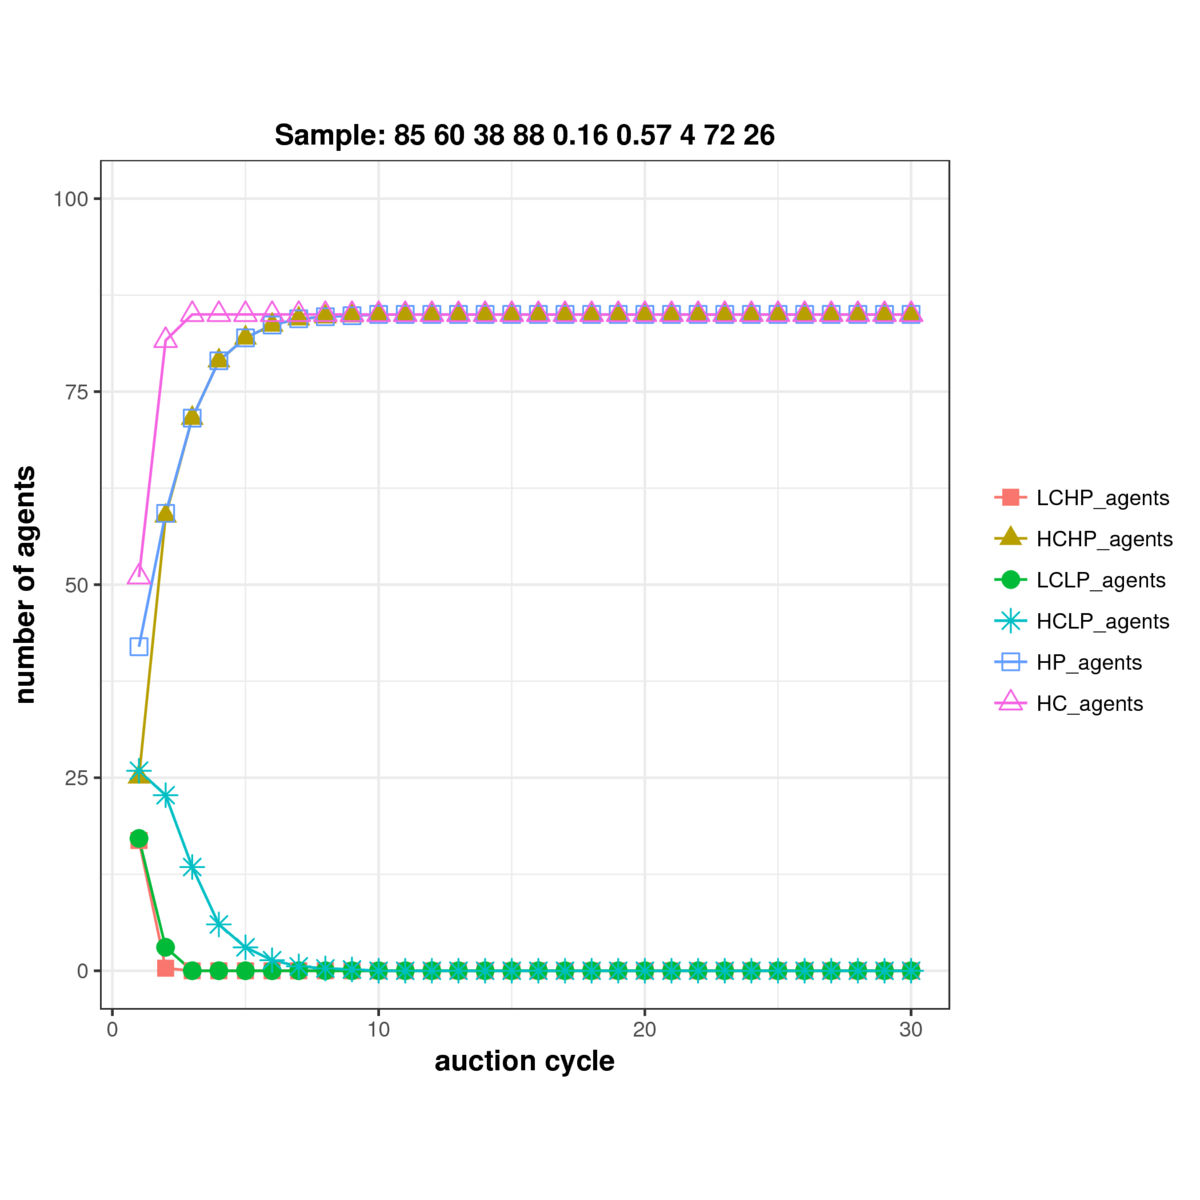 Sample: 85 60 38 88 0.16 0.57 4 72 26
100
75
50
25
0
number of agents
0 10 20 30
auction cycle
LCHP_agents
HCHP_agents
LCLP_agents
HCLP_agents
HP_agents
HC_agents